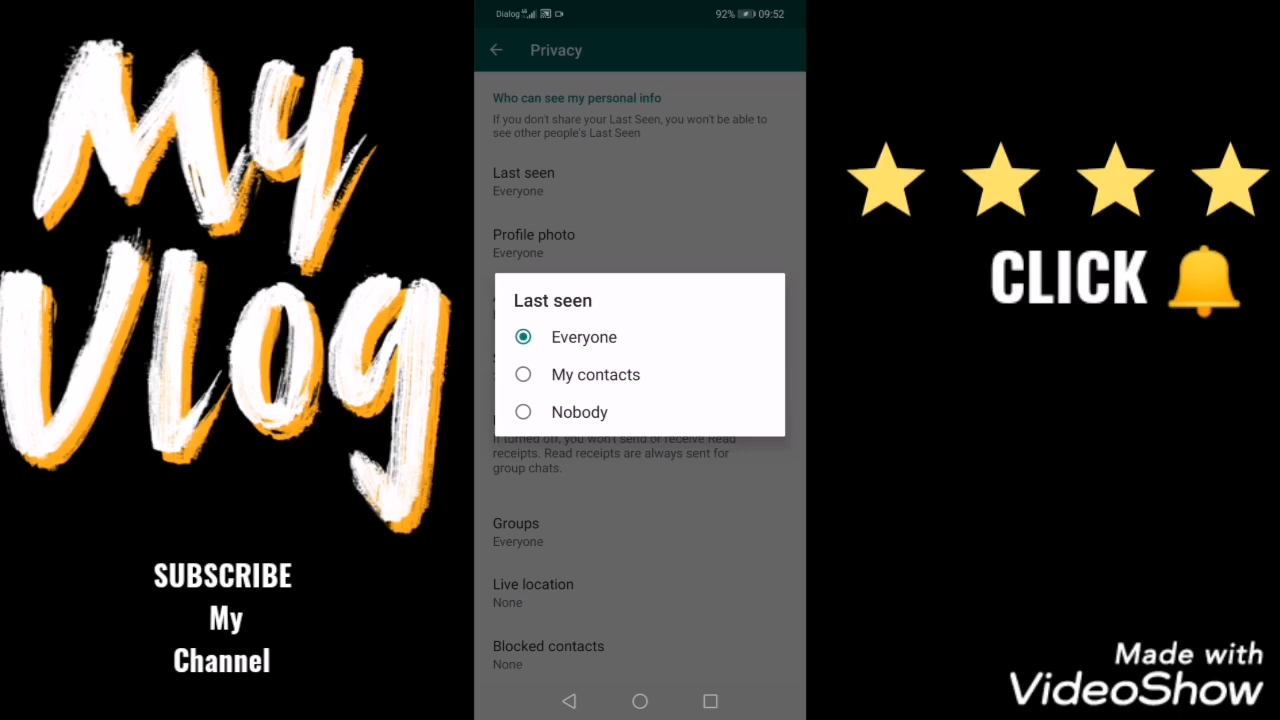 My
Vlog
SUBSCRIBE
My
Channel
Dialog 92% 09:52
Privacy
Who can see my personal info
If you don't share your Last Seen, you won't be able to
see other people's Last Seen
Last seen
Everyone
Profile photo
Everyone
Last seen
Everyone
My contacts
Nobody
If turned off, you won't send or receive Read
receipts. Read receipts are always sent for
group chats.
Groups
Everyone
Live location
None
Blocked contacts
None
CLICK
Made with
VideoShow